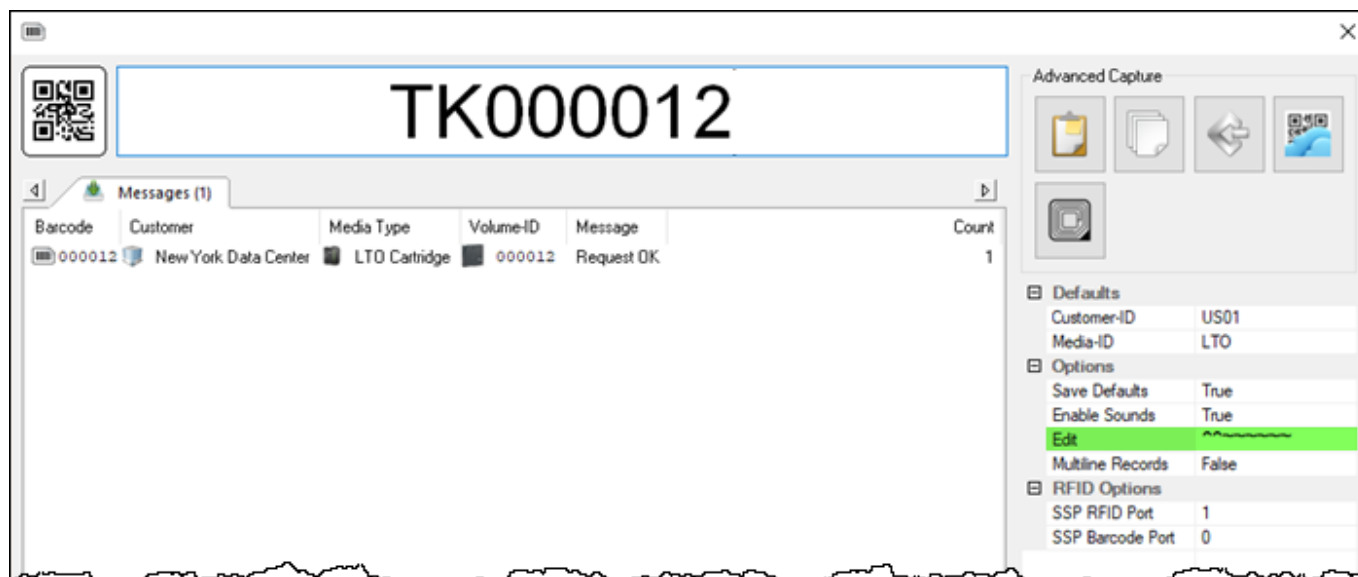 TK000012
Advanced Capture
Messages (1)
Barcode Customer Media Type Volume-ID Message Count
000012 New York Data Center LTO Cartridge 000012 Request OK 1
Defaults
Customer-ID US01
Media-ID LTO
Options
Save Defaults True
Enable Sounds True
Edit ^^~~~~~~
Multiline Records False
RFID Options
SSP RFID Port 1
SSP Barcode Port 0